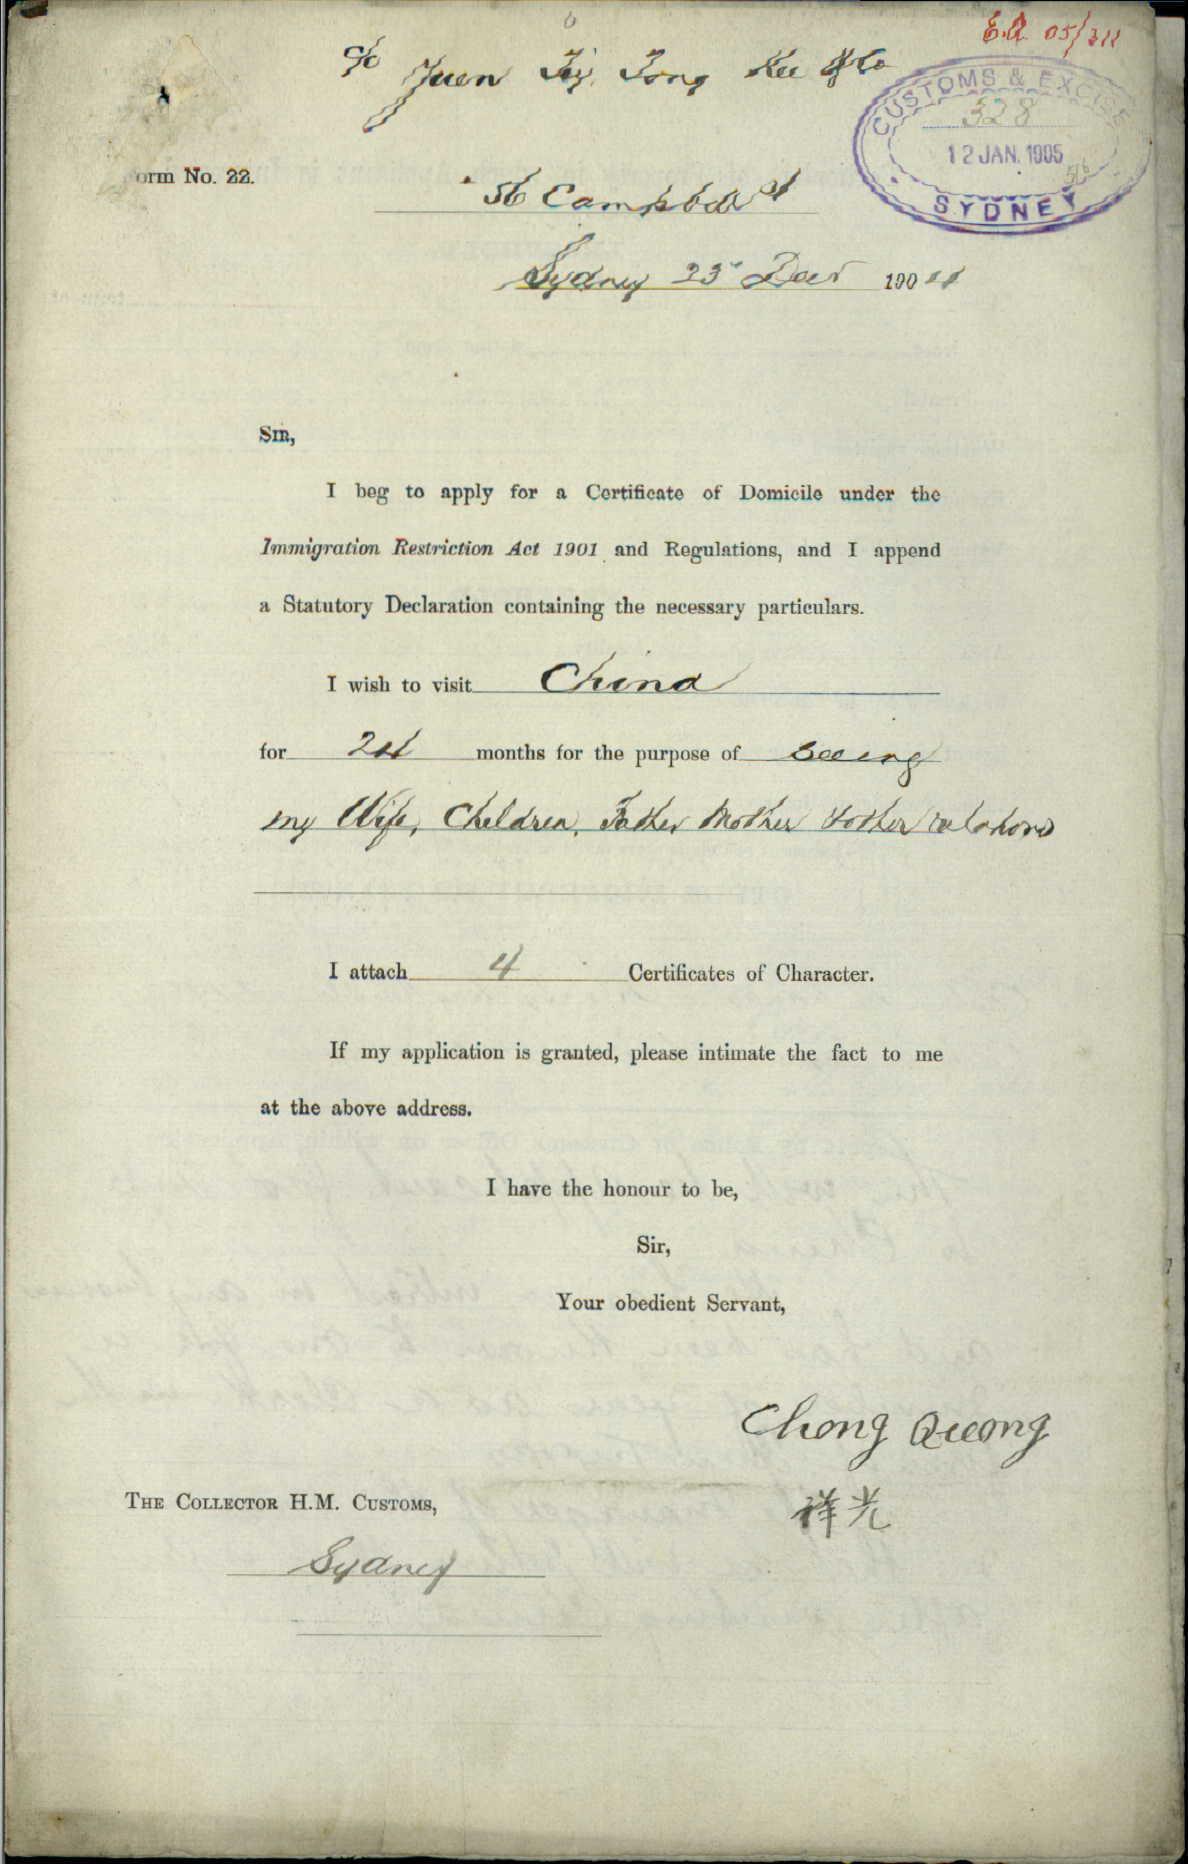 E.A. 05/311
c/o Yuen Tiy Tong Kee & Co
CUSTOMS & EXCISE
328
12 JAN. 1905
SYDNEY
orm No. 22.
56 Campbell St
Sydney 23 Decr 1904
SIR,
I beg to apply for a Certificate of Domicile under the
Immigration Restriction Act 1901 and Regulations, and I append
a Statutory Declaration containing the necessary particulars.
I wish to visit China
for 24 months for the purpose of seeing
my Wife, Children, Father Mother & other relations
I attach 4 Certificates of Character.
If my application is granted, please intimate the fact to me
at the above address.
I have the honour to be,
Sir,
Your obedient Servant,
Chong Quong
祥光
THE COLLECTOR H.M. CUSTOMS,
Sydney